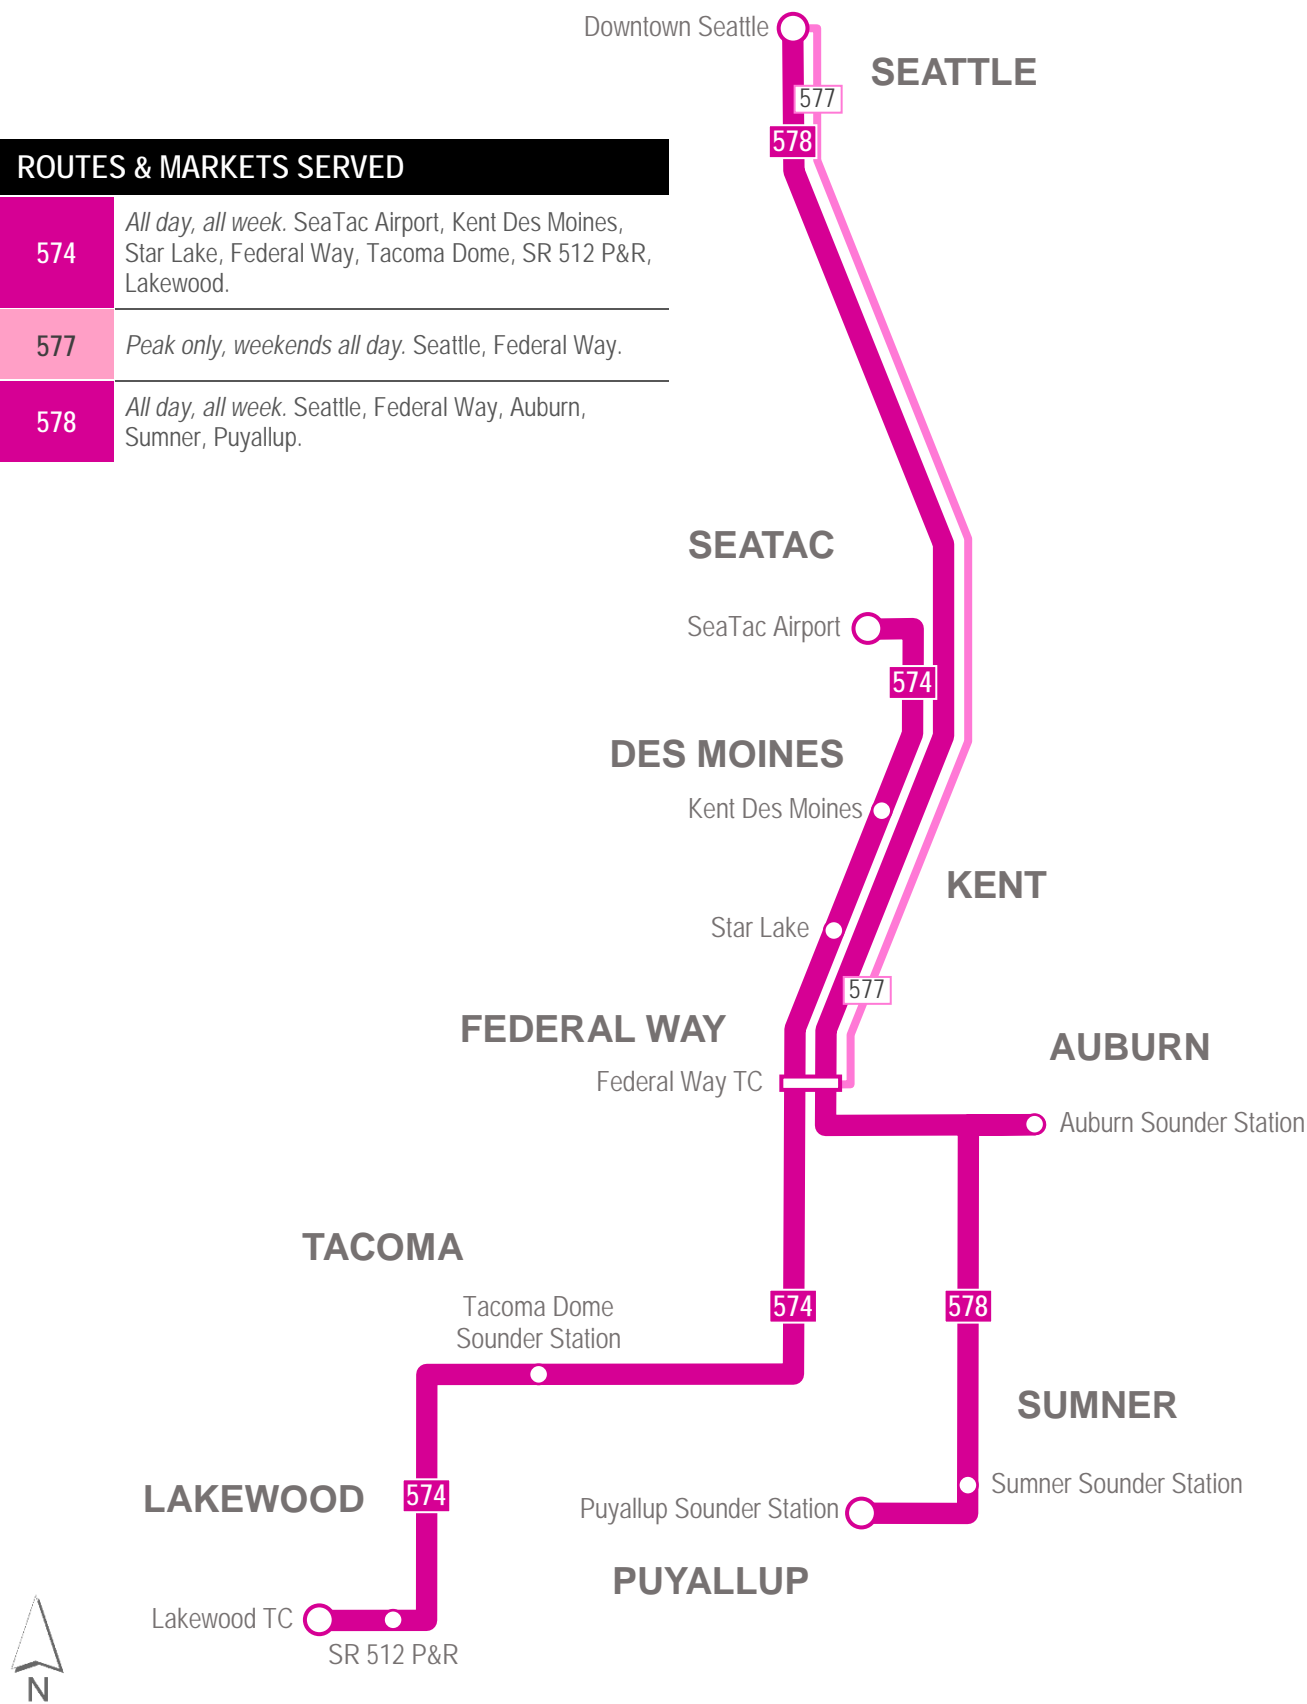 Downtown Seattle
SEATTLE
577
578
ROUTES & MARKETS SERVED
574
All day, all week. SeaTac Airport, Kent Des Moines,
Star Lake, Federal Way, Tacoma Dome, SR 512 P&R,
Lakewood.
577
Peak only, weekends all day. Seattle, Federal Way.
578
All day, all week. Seattle, Federal Way, Auburn,
Sumner, Puyallup.
SEATAC
SeaTac Airport
574
DES MOINES
Kent Des Moines
KENT
Star Lake
577
FEDERAL WAY
AUBURN
Federal Way TC
Auburn Sounder Station
TACOMA
Tacoma Dome
Sounder Station
574
578
SUMNER
Sumner Sounder Station
LAKEWOOD
574
Puyallup Sounder Station
PUYALLUP
Lakewood TC
SR 512 P&R
N